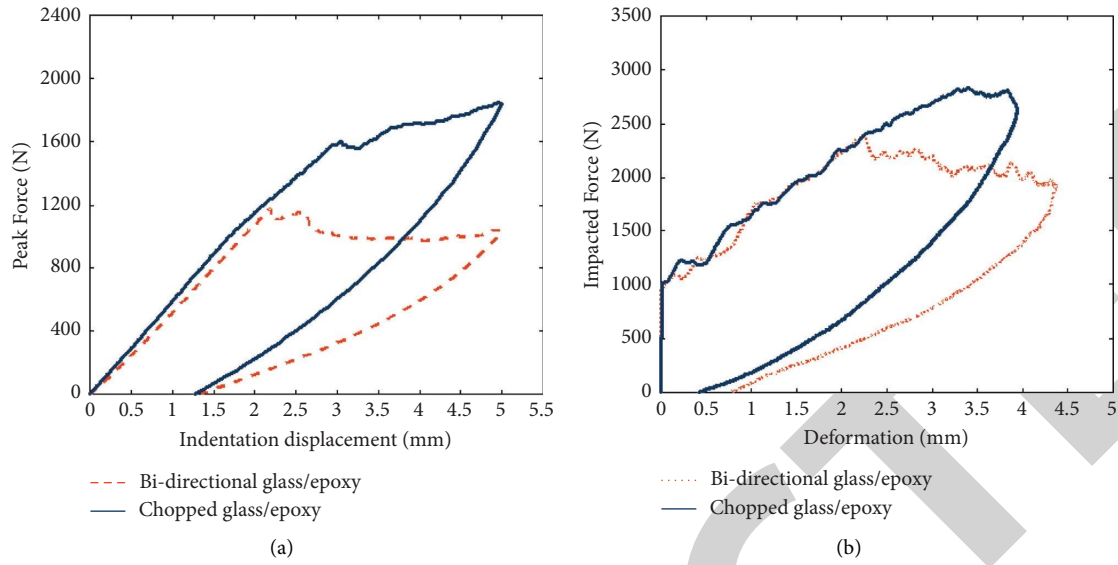 2400
2000
1600
1200
800
400
0
Peak Force (N)
0 0.5 1 1.5 2 2.5 3 3.5 4 4.5 5 5.5
Indentation displacement (mm)
Bi-directional glass/epoxy
Chopped glass/epoxy
(a)
3500
3000
2500
2000
1500
1000
500
0
Impacted Force (N)
0 0.5 1 1.5 2 2.5 3 3.5 4 4.5 5
Deformation (mm)
Bi-directional glass/epoxy
Chopped glass/epoxy
(b)